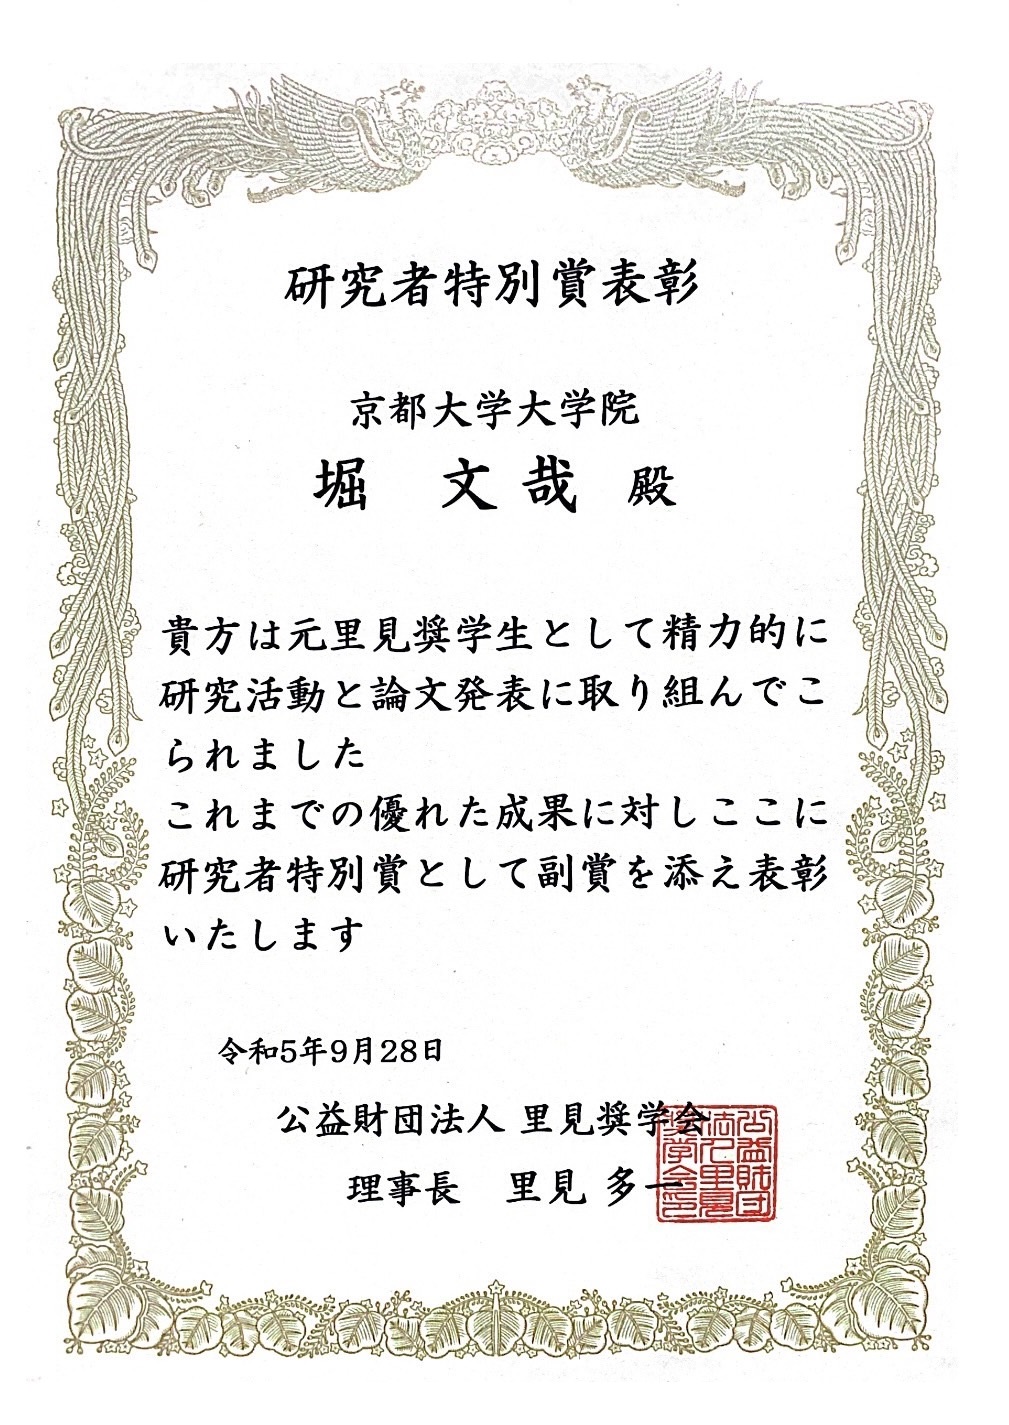 研究者特別賞表彰
京都大学大学院
堀 文哉 殿
貴方は元里見奨学生として精力的に
研究活動と論文発表に取り組んでこ
られました
これまでの優れた成果に対しここに
研究者特別賞として副賞を添え表彰
いたします
令和5年9月28日
公益財団法人 里見奨学会
理事長 里見 多一
公益財団
法人里見
奨学会印